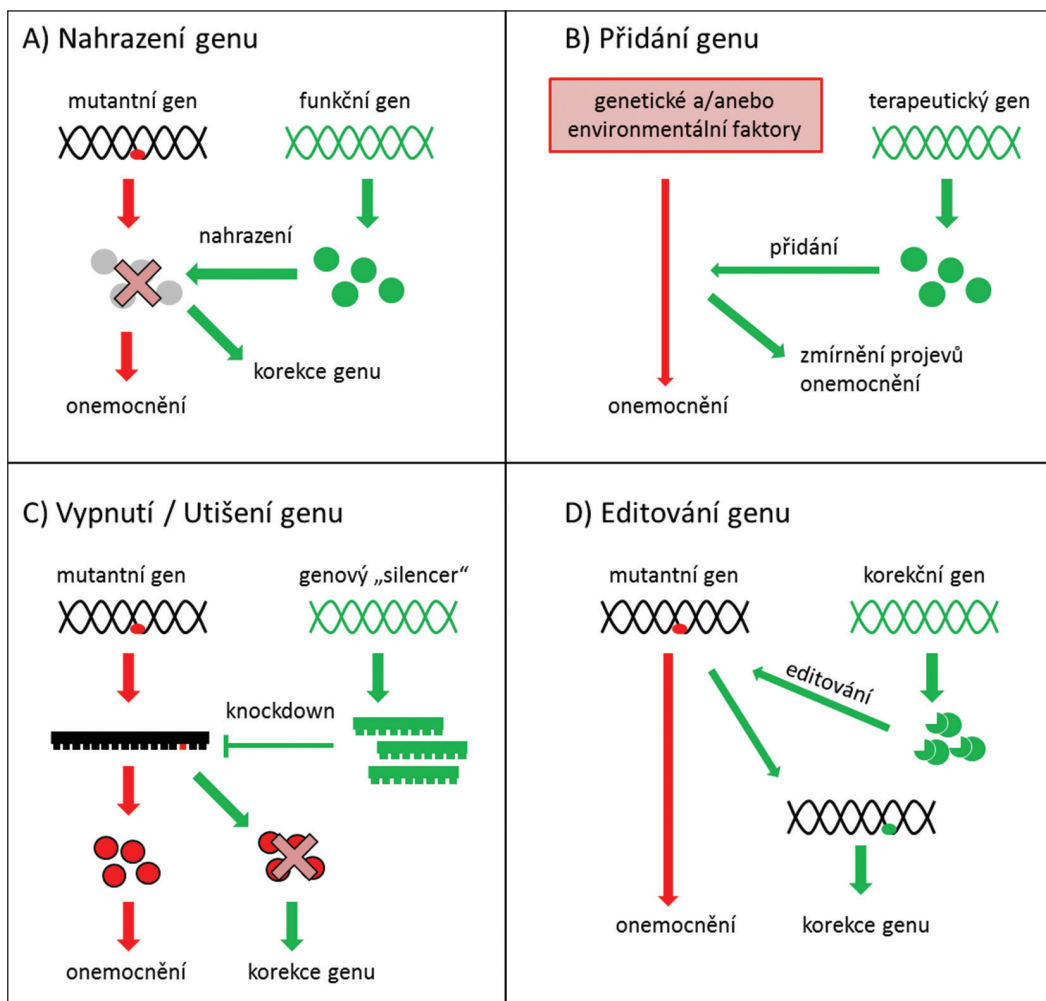 A) Nahrazení genu
mutantní gen
funkční gen
nahrazení
korekce genu
onemocnění
B) Přidání genu
genetické a/anebo
environmentální faktory
terapeutický gen
přidání
zmírnění projevů
onemocnění
onemocnění
C) Vypnutí / Utišení genu
mutantní gen
genový „silencer“
knockdown
onemocnění
korekce genu
D) Editování genu
mutantní gen
korekční gen
editování
onemocnění
korekce genu